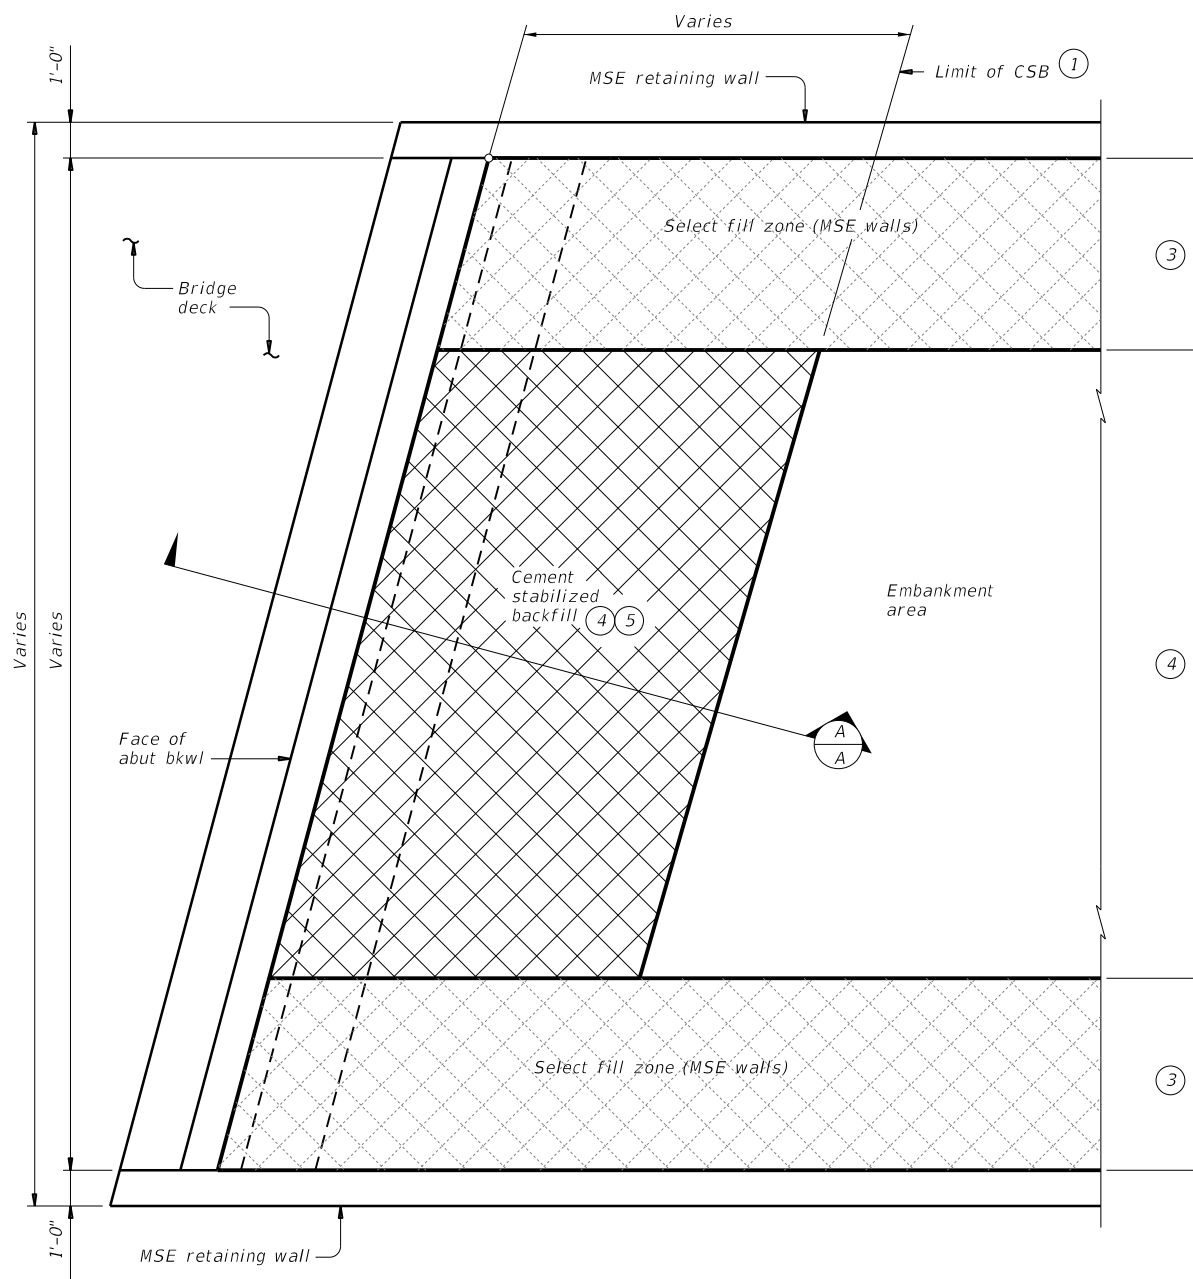 Varies
1'-0"
MSE retaining wall
Limit of CSB 1
Select fill zone (MSE walls)
3
Bridge
deck
Cement
stabilized
backfill 4 5
Embankment
area
Varies
Varies
4
Face of
abut bkwl
A
A
Select fill zone (MSE walls)
3
1'-0"
MSE retaining wall